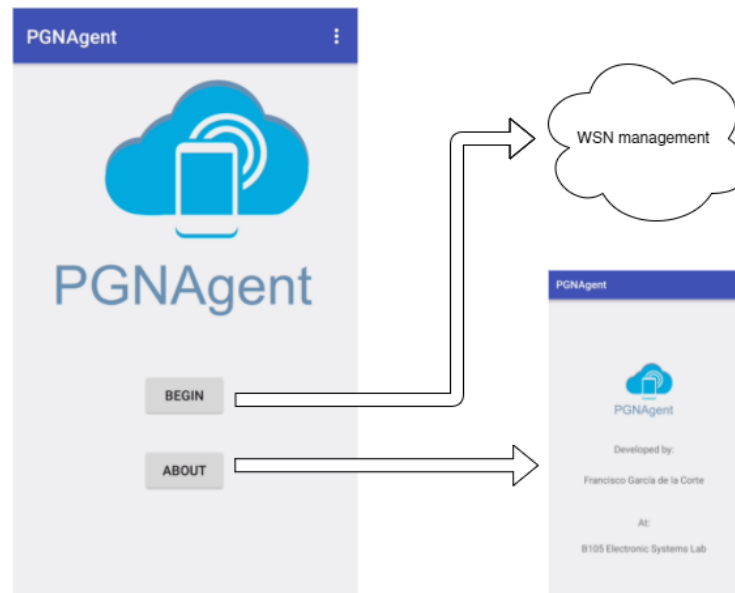 PGNAgent
PGNAgent
BEGIN
ABOUT
WSN management
PGNAgent
PGNAgent
Developed by:
Francisco García de la Corte
At:
B105 Electronic Systems Lab